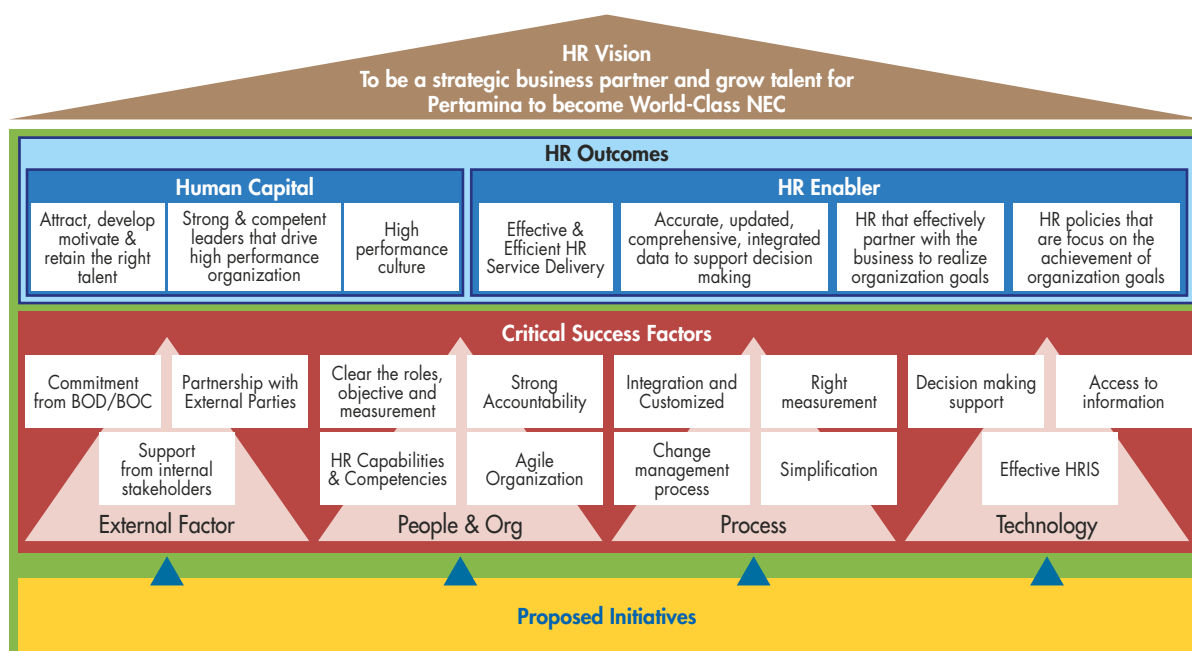 HR Vision
To be a strategic business partner and grow talent for
Pertamina to become World-Class NEC
HR Outcomes
Human Capital
Attract, develop
motivate &
retain the right
talent
Strong & competent
leaders that drive
high performance
organization
High
performance
culture
HR Enabler
Effective &
Efficient HR
Service Delivery
Accurate, updated,
comprehensive, integrated
data to support decision
making
HR that effectively
partner with the
business to realize
organization goals
HR policies that
are focus on the
achievement of
organization goals
Critical Success Factors
Commitment
from BOD/BOC
Partnership with
External Parties
Support
from internal
stakeholders
External Factor
Clear the roles,
objective and
measurement
Strong
Accountability
HR Capabilities
& Competencies
Agile
Organization
People & Org
Integration and
Customized
Right
measurement
Change
management
process
Simplification
Process
Decision making
support
Access to
information
Effective HRIS
Technology
Proposed Initiatives